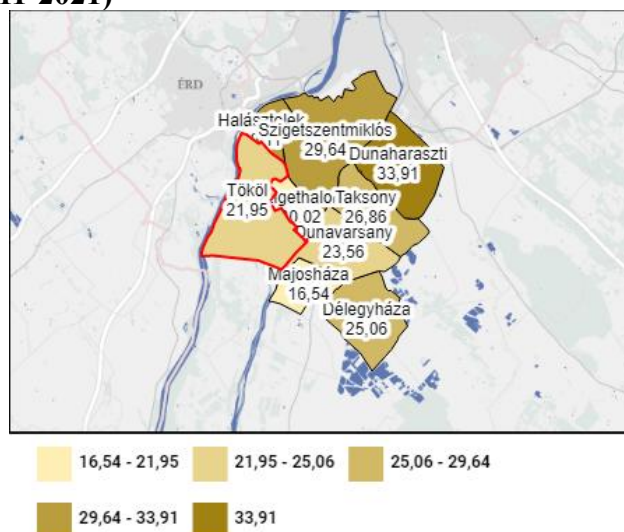 2021)
ÉRD
Halásztelek
Szigetszentmiklós
29,64
Dunaharaszti
33,91
Tököl
21,95
Taksony
26,86
Dunavarsány
23,56
Majosháza
16,54
Délegyháza
25,06
16,54 - 21,95
21,95 - 25,06
25,06 - 29,64
29,64 - 33,91
33,91